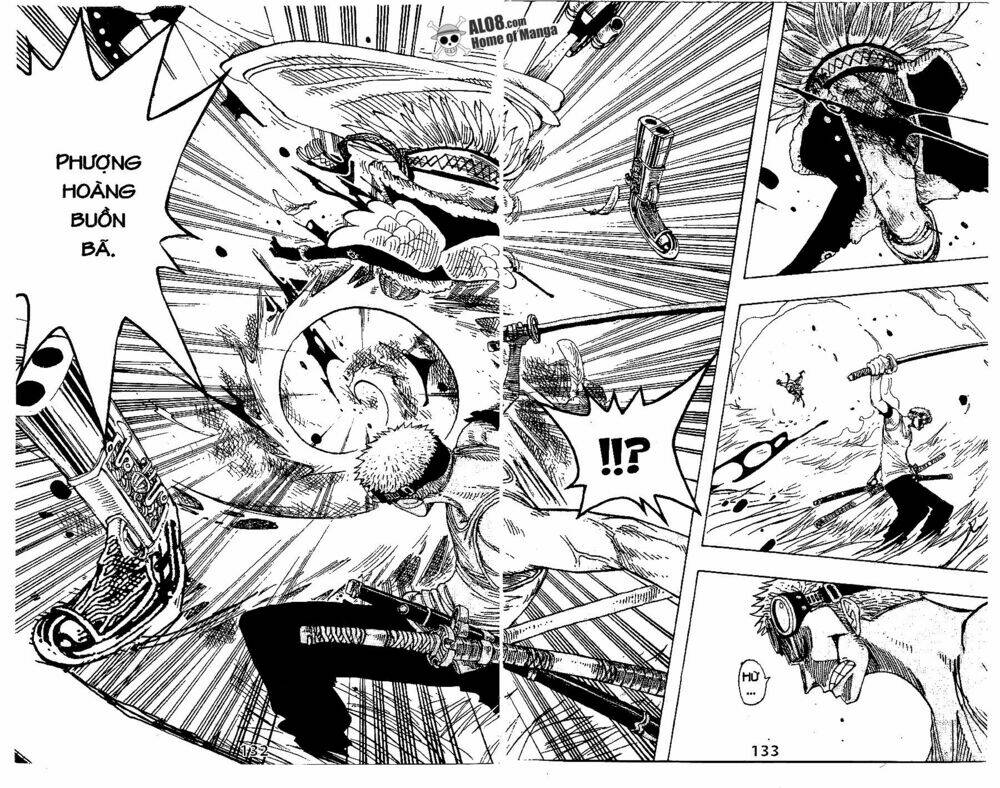 ALO8.com
Home of Manga
PHƯỢNG
HOÀNG
BUỒN
BÃ.
!!?
HỪ
...
132
133